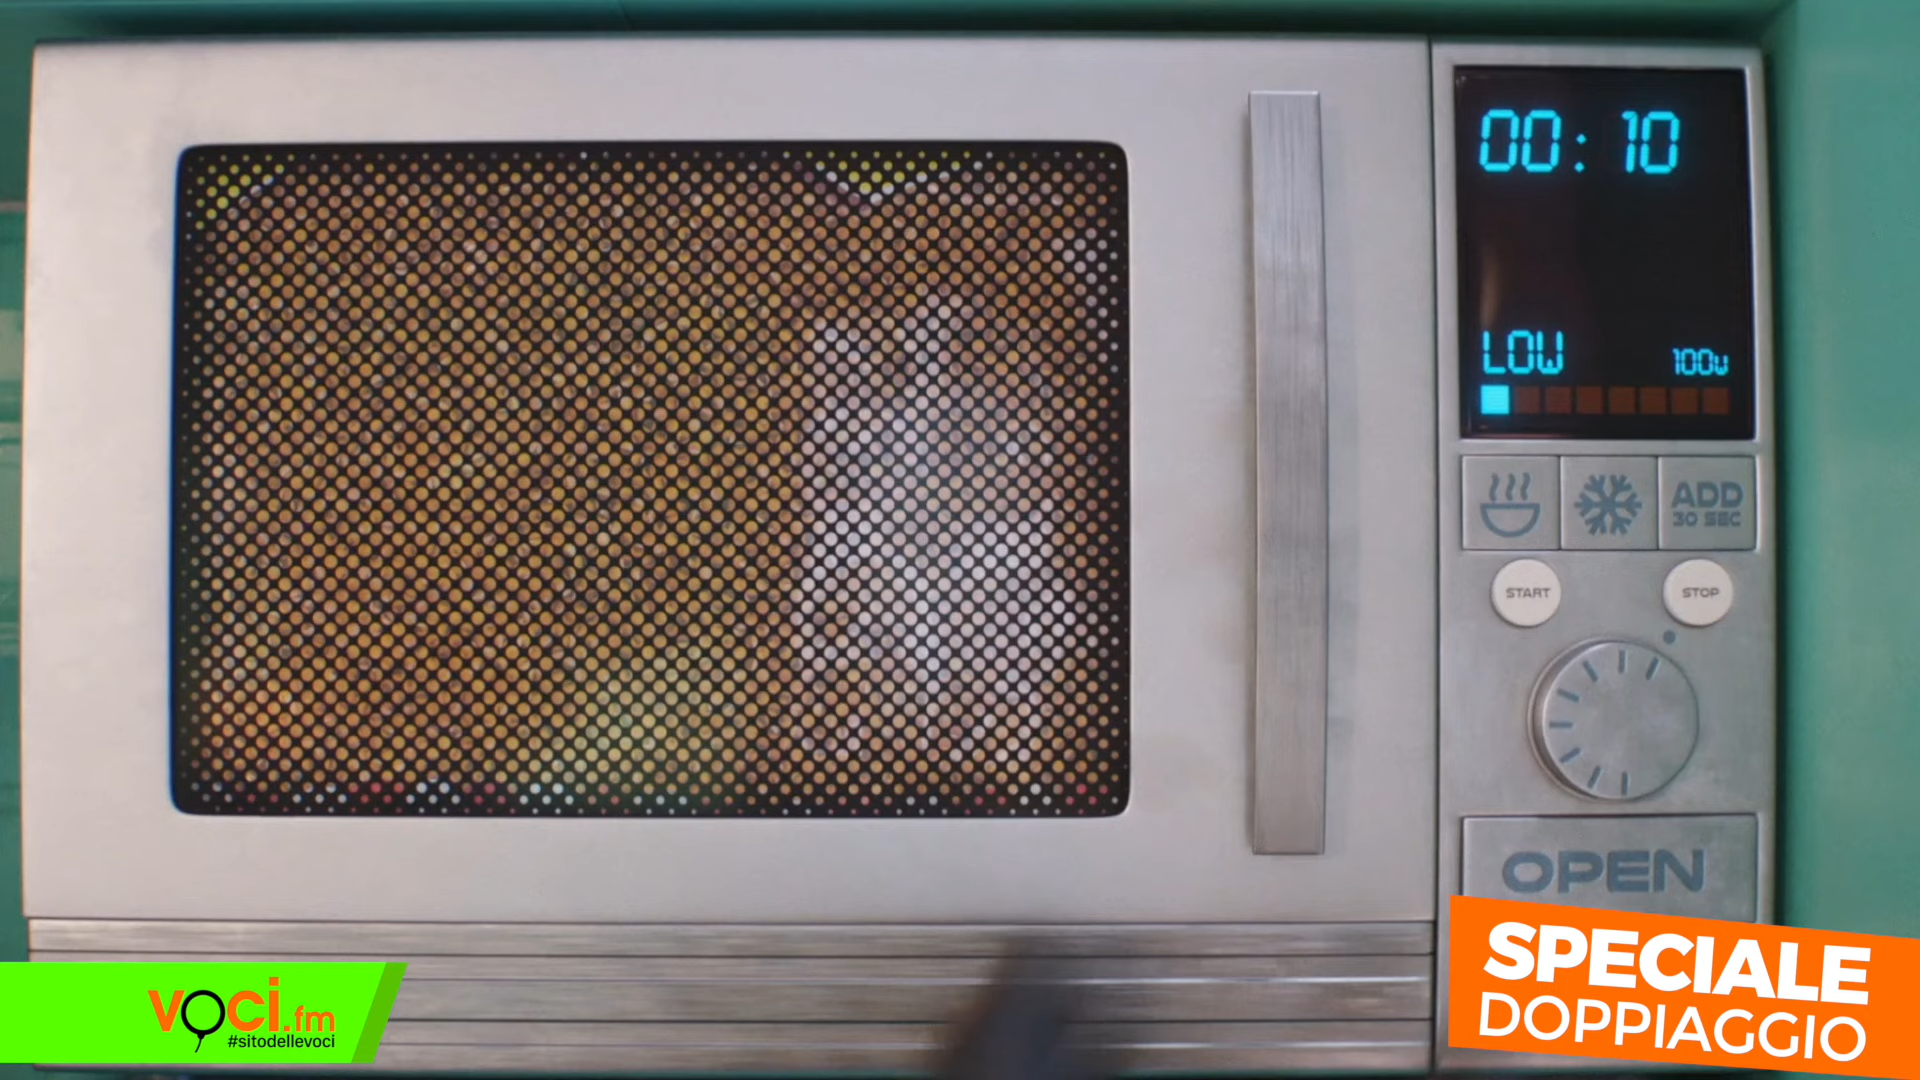 00:10
LOW 100W
ADD
30 SEC
START STOP
OPEN
SPECIALE
DOPPIAGGIO
voci.fm
#sitodellevoci